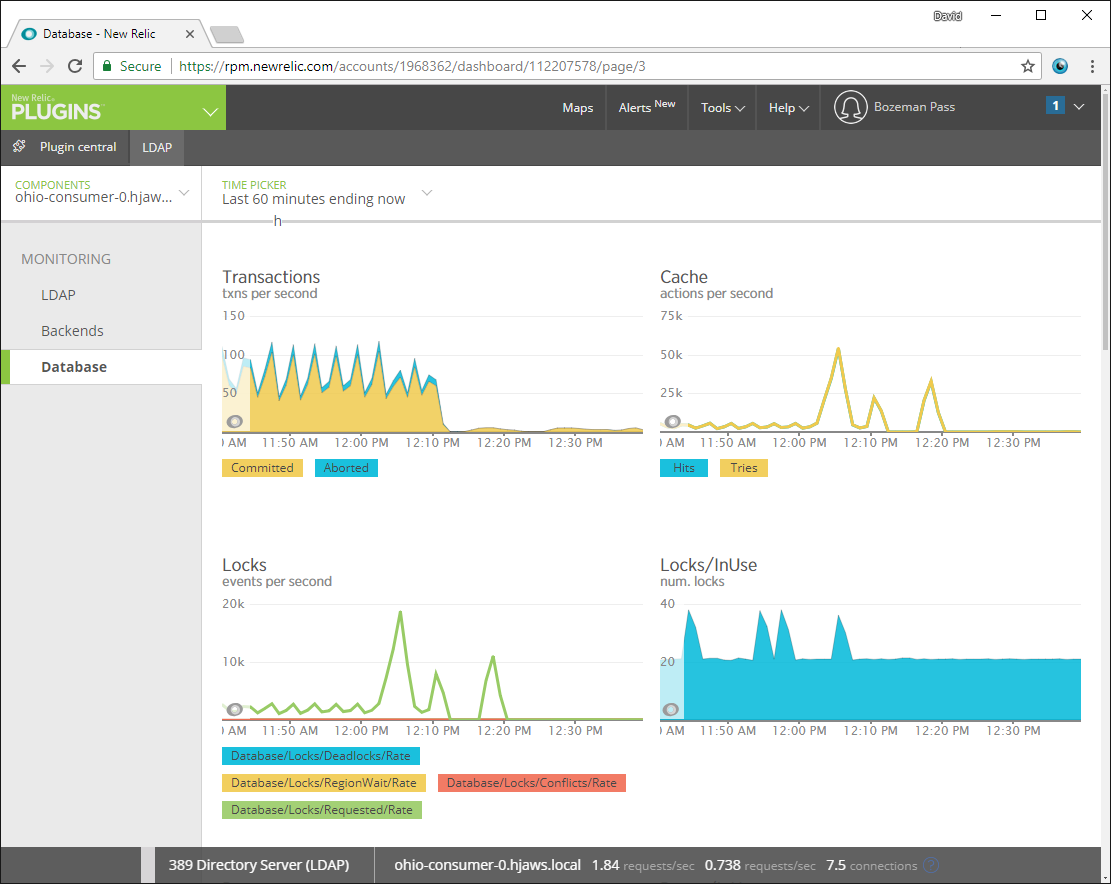 David
Database - New Relic
Secure https://rpm.newrelic.com/accounts/1968362/dashboard/112207578/page/3
New Relic
PLUGINS
Maps
Alerts New
Tools
Help
Bozeman Pass
1
Plugin central
LDAP
COMPONENTS
ohio-consumer-0.hjaw...
TIME PICKER
Last 60 minutes ending now
h
MONITORING
LDAP
Backends
Database
Transactions
txns per second
150
100
50
0 AM 11:50 AM 12:00 PM 12:10 PM 12:20 PM 12:30 PM
Committed Aborted
Cache
actions per second
75k
50k
25k
0 AM 11:50 AM 12:00 PM 12:10 PM 12:20 PM 12:30 PM
Hits Tries
Locks
events per second
20k
10k
0 AM 11:50 AM 12:00 PM 12:10 PM 12:20 PM 12:30 PM
Database/Locks/Deadlocks/Rate
Database/Locks/RegionWait/Rate Database/Locks/Conflicts/Rate
Database/Locks/Requested/Rate
Locks/InUse
num. locks
40
20
0 AM 11:50 AM 12:00 PM 12:10 PM 12:20 PM 12:30 PM
389 Directory Server (LDAP) ohio-consumer-0.hjaws.local 1.84 requests/sec 0.738 requests/sec 7.5 connections ?